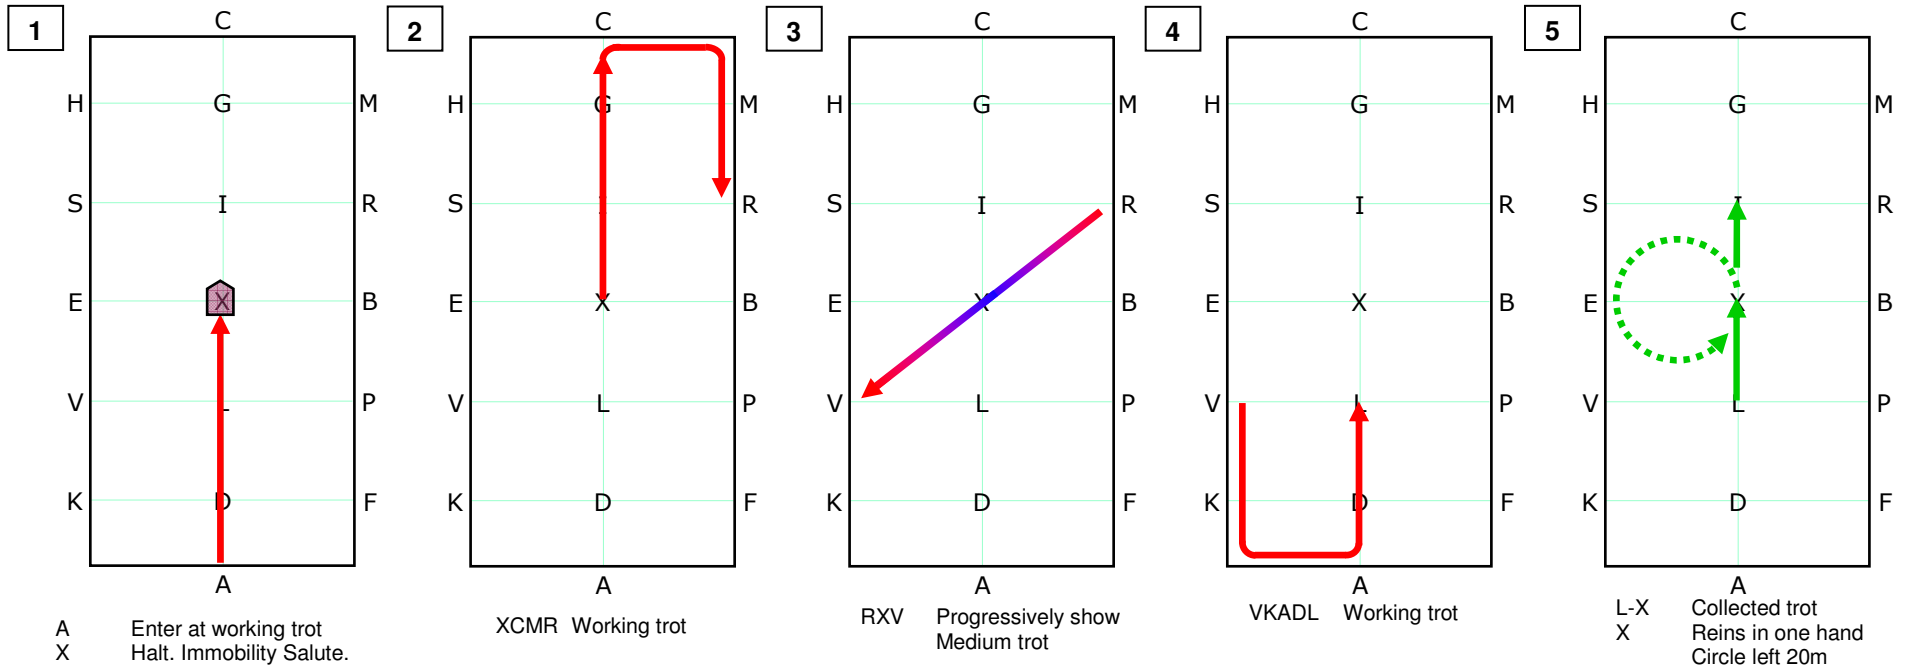 1 2 3 4 5
C C C C C
H G M H G M H G M H G M H G M
S I R S I R S I R S I R S I R
E X B E X B E X B E X B E X B
V L P V L P V L P V L P V L P
K D F K D F K D F K D F K D F
A A A A A
A Enter at working trot
X Halt. Immobility Salute.
XCMR Working trot
RXV Progressively show
Medium trot
VKADL Working trot
L-X Collected trot
X Reins in one hand
Circle left 20m